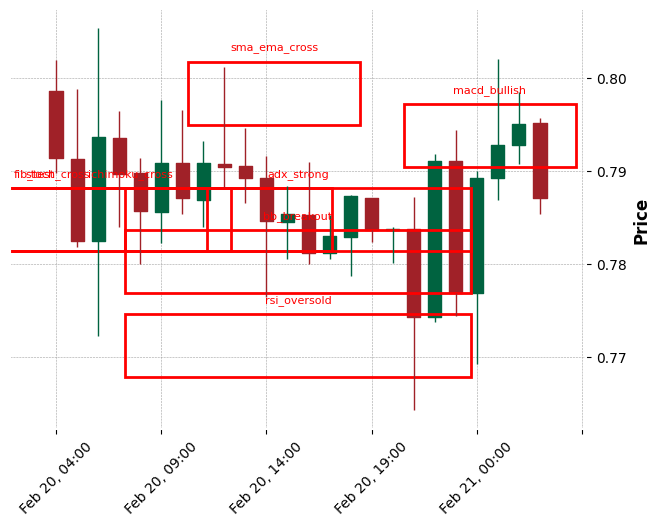 sma_ema_cross
0.80
macd_bullish
ichimoku_cross
adx_strong
0.79
Price
0.78
rsi_oversold
0.77
Feb 20, 04:00
Feb 20, 09:00
Feb 20, 14:00
Feb 20, 19:00
Feb 21, 00:00